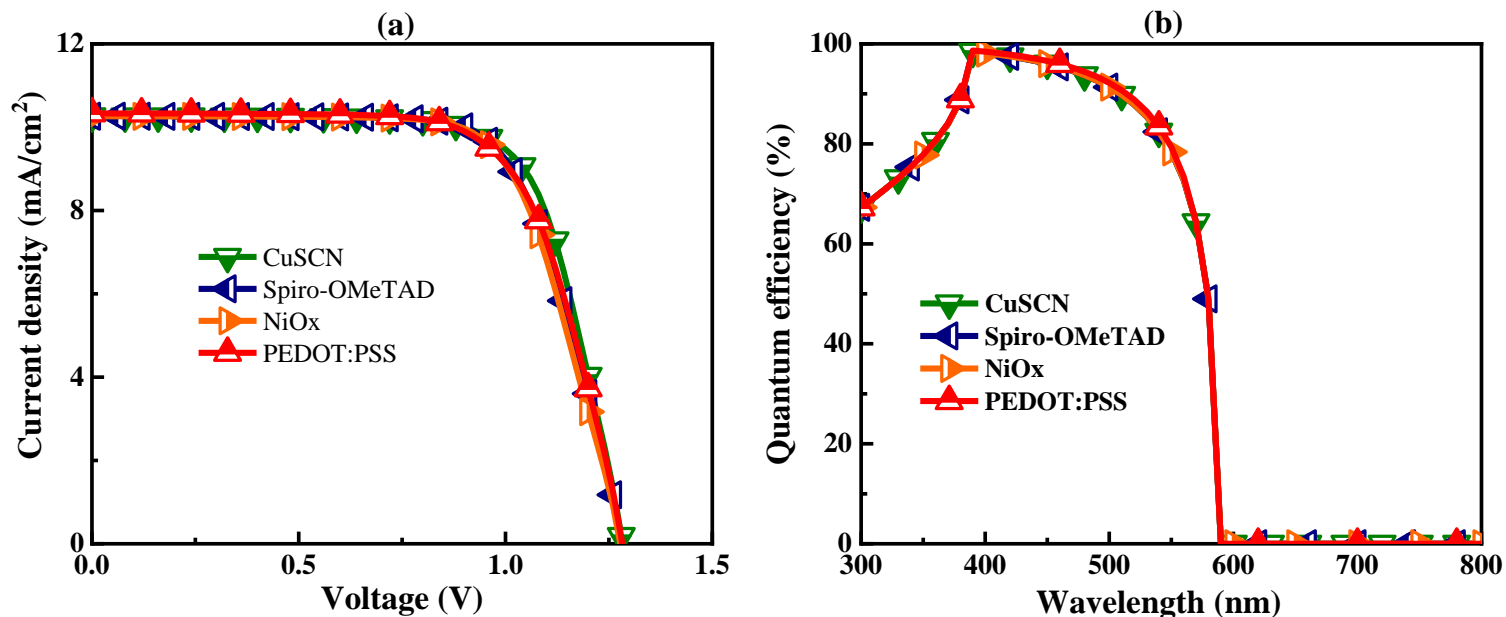 (a)
Current density (mA/cm²)
12
8
4
0
CuSCN
Spiro-OMeTAD
NiOx
PEDOT:PSS
0.0 0.5 1.0 1.5
Voltage (V)
(b)
Quantum efficiency (%)
100
80
60
40
20
0
CuSCN
Spiro-OMeTAD
NiOx
PEDOT:PSS
300 400 500 600 700 800
Wavelength (nm)